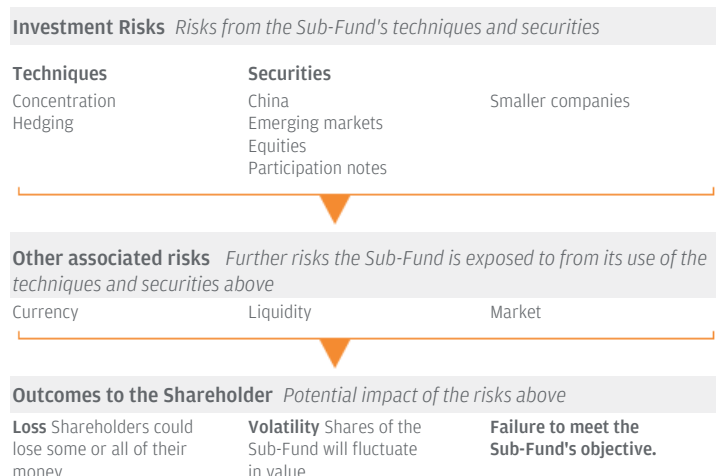 Investment Risks Risks from the Sub-Fund's techniques and securities
Techniques
Concentration
Hedging
Securities
China
Emerging markets
Equities
Participation notes
Smaller companies
Other associated risks Further risks the Sub-Fund is exposed to from its use of the
techniques and securities above
Currency
Liquidity
Market
Outcomes to the Shareholder Potential impact of the risks above
Loss Shareholders could
lose some or all of their
money
Volatility Shares of the
Sub-Fund will fluctuate
in value
Failure to meet the
Sub-Fund's objective.